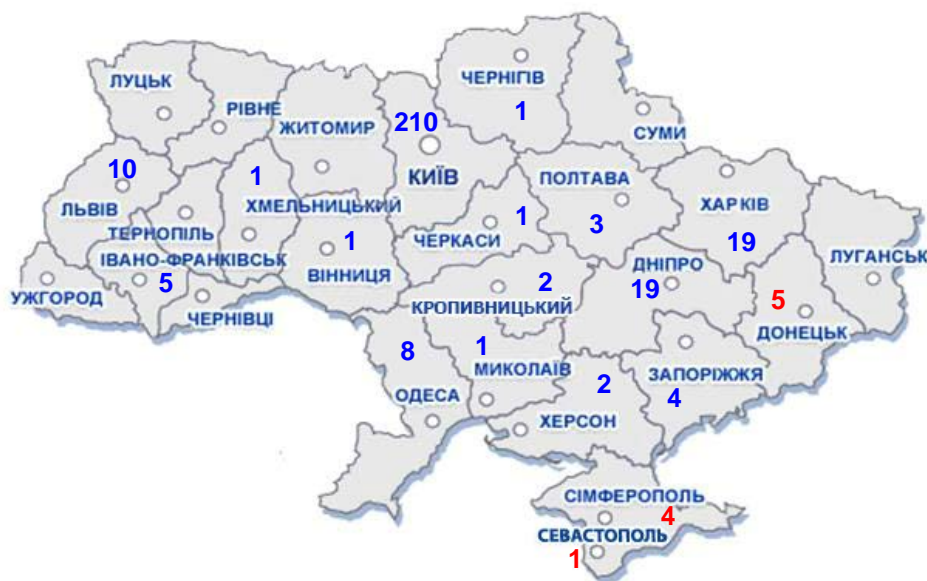 ЧЕРНІГІВ
1
ЛУЦЬК
РІВНЕ
ЖИТОМИР
210
КИЇВ
СУМИ
10
ЛЬВІВ
1
ХМЕЛЬНИЦЬКИЙ
ТЕРНОПІЛЬ
ІВАНО-ФРАНКІВСЬК
5
1
ВІННИЦЯ
ЧЕРКАСИ
1
ПОЛТАВА
3
ХАРКІВ
19
ЛУГАНСЬК
УЖГОРОД
ЧЕРНІВЦІ
2
КРОПИВНИЦЬКИЙ
ДНІПРО
19
5
ДОНЕЦЬК
8
ОДЕСА
1
МИКОЛАЇВ
2
ХЕРСОН
ЗАПОРІЖЖЯ
4
СІМФЕРОПОЛЬ
4
СЕВАСТОПОЛЬ
1